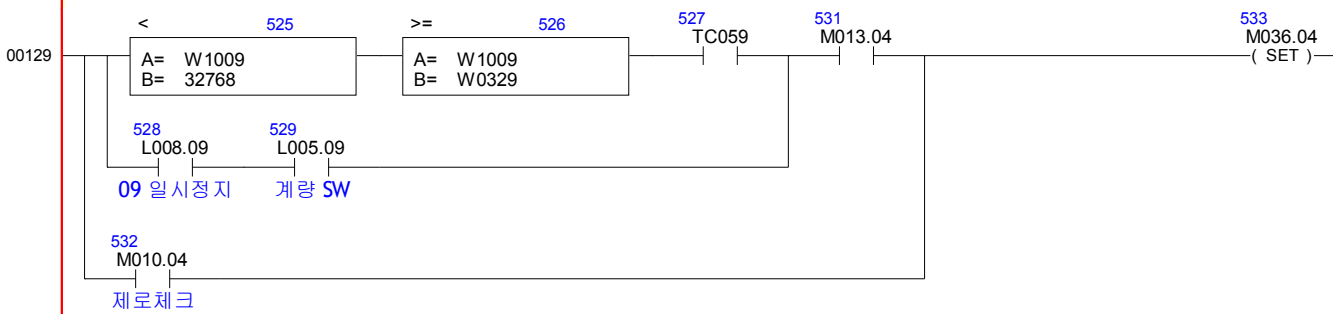 < 525 >= 526 527 531 533
TC059 M013.04 M036.04
00129 A= W1009 A= W1009 ( SET )
B= 32768 B= W0329
528 529
L008.09 L005.09
09 일시정지 계량 SW
532
M010.04
제로체크